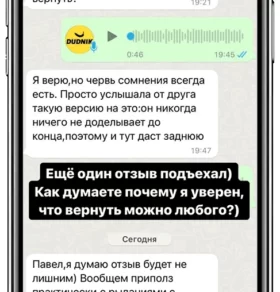 вернуть?
19:21
DUDNIK
0:46
19:45
Я верю,но червь сомнения всегда
есть. Просто услышала от друга
такую версию на это:он никогда
ничего не доделывает до
конца,поэтому и тут даст заднюю
19:47
Ещё один отзыв подъехал)
Как думаете почему я уверен,
что вернуть можно любого?)
Сегодня
Павел,я думаю отзыв будет не
лишним) Вообщем приполз